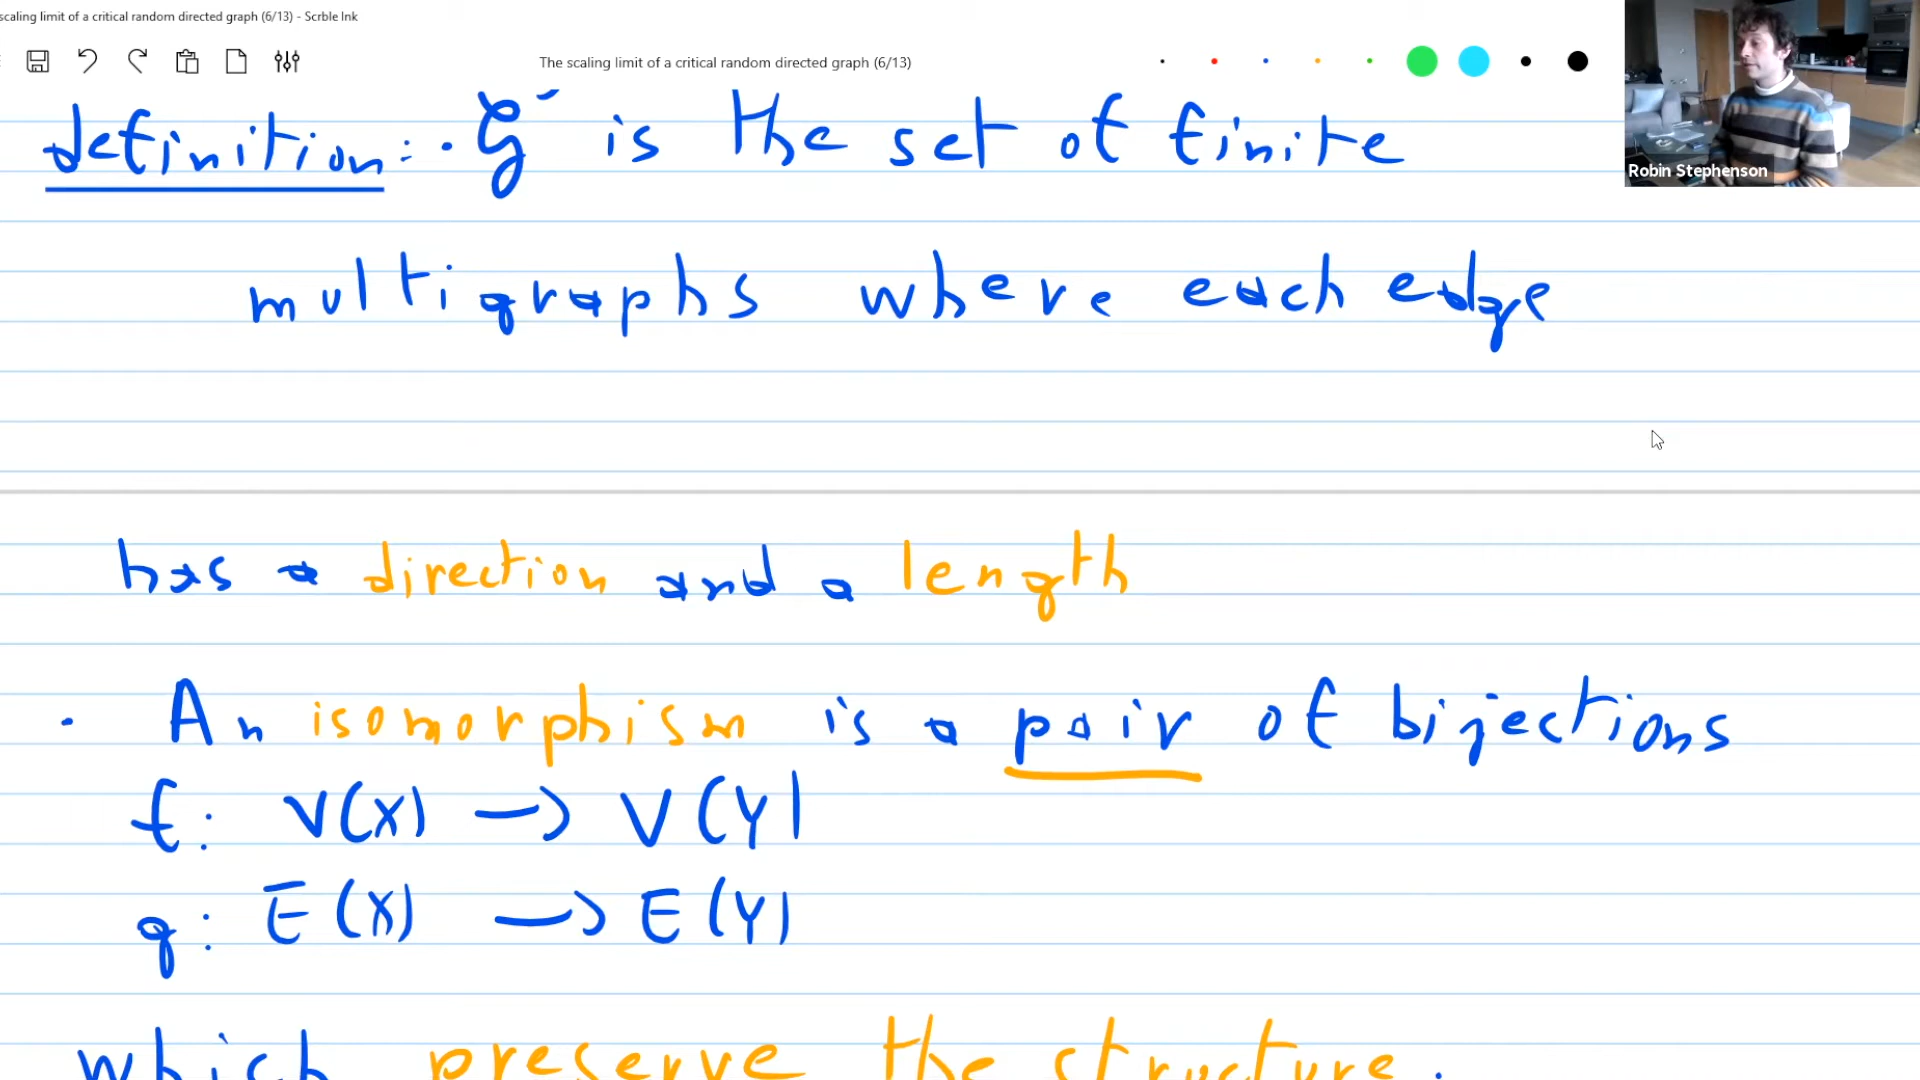 scaling limit of a critical random directed graph (6/13) - Scrble Ink
The scaling limit of a critical random directed graph (6/13)
Robin Stephenson
definition: · is the set of finite
multigraphs where each edge
has a direction and a length
· An isomorphism is a pair of bijections
f: V(X) → V(Y)
g: E(X) → E(Y)
which preserve the structure.